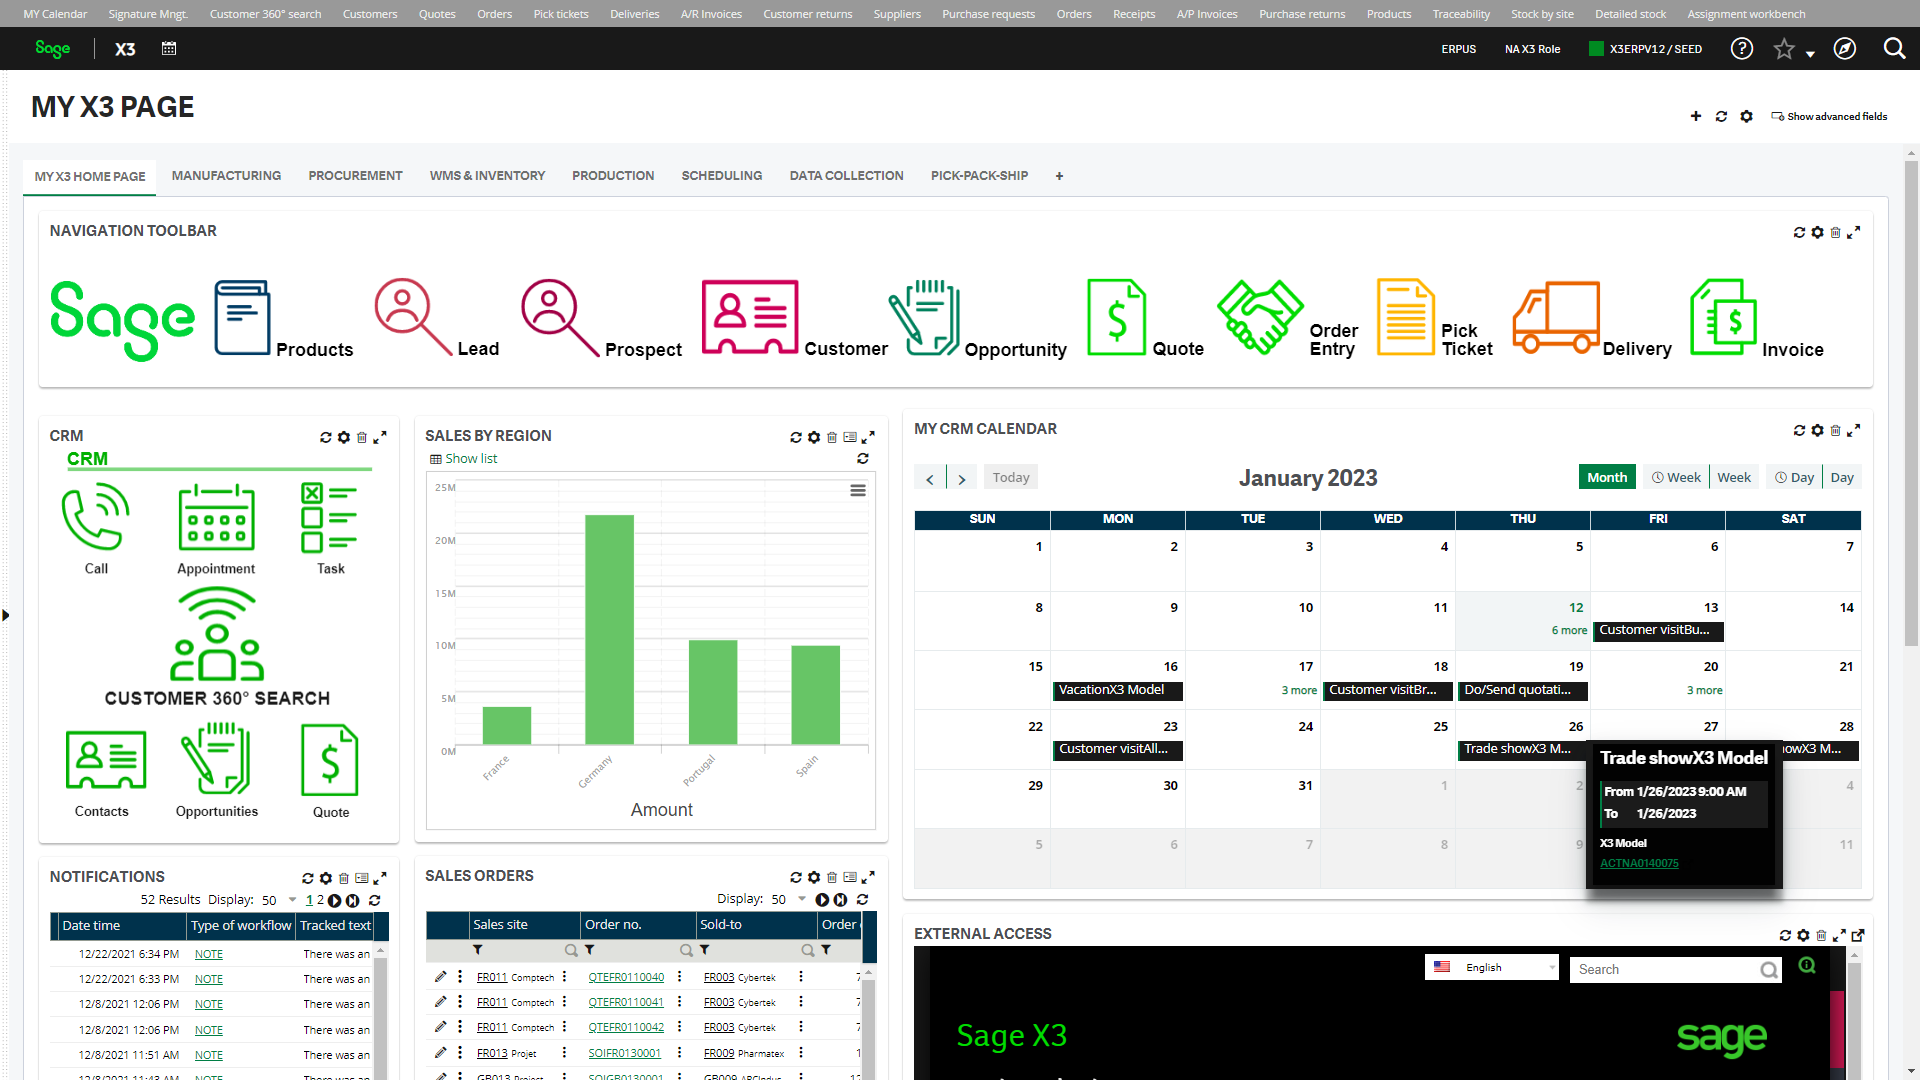 MY Calendar Signature Mngt. Customer 360° search Customers Quotes Orders Pick tickets Deliveries A/R Invoices Customer returns Suppliers Purchase requests Orders Receipts A/P Invoices Purchase returns Products Traceability Stock by site Detailed stock Assignment workbench
Sage X3 ERPUS NA X3 Role X3ERPV12 / SEED
MY X3 PAGE
Show advanced fields
MY X3 HOME PAGE MANUFACTURING PROCUREMENT WMS & INVENTORY PRODUCTION SCHEDULING DATA COLLECTION PICK-PACK-SHIP +
NAVIGATION TOOLBAR
Sage Products Lead Prospect Customer Opportunity Quote Order Entry Pick Ticket Delivery Invoice
CRM
CRM
Call Appointment Task
CUSTOMER 360° SEARCH
Contacts Opportunities Quote
SALES BY REGION
Show list
25M
20M
15M
10M
5M
0M
France Germany Portugal Spain
Amount
MY CRM CALENDAR
Today January 2023 Month Week Week Day Day
SUN MON TUE WED THU FRI SAT
1 2 3 4 5 6 7
8 9 10 11 12 13 14
6 more Customer visitBu...
15 16 17 18 19 20 21
VacationX3 Model 3 more Customer visitBr... Do/Send quotati... 3 more
22 23 24 25 26 27 28
Customer visitAll... Trade showX3 M... howX3 M...
29 30 31 1 2 4
5 6 7 8 9 11
Trade showX3 Model
From 1/26/2023 9:00 AM
To 1/26/2023
X3 Model
ACTNA0140075
NOTIFICATIONS
52 Results Display: 50 1 2
Date time Type of workflow Tracked text
12/22/2021 6:34 PM NOTE There was an
12/22/2021 6:33 PM NOTE There was an
12/8/2021 12:06 PM NOTE There was an
12/8/2021 12:06 PM NOTE There was an
12/8/2021 11:51 AM NOTE There was an
12/8/2021 11:43 AM NOTE There was an
SALES ORDERS
Display: 50
Sales site Order no. Sold-to Order
FR011 Comptech QTEFR0110040 FR003 Cybertek 7
FR011 Comptech QTEFR0110041 FR003 Cybertek 7
FR011 Comptech QTEFR0110042 FR003 Cybertek 7
FR013 Projet SOIFR0130001 FR009 Pharmatex 1
GB013 Project SOIGB0130001 GB009 ABCIndus 12
EXTERNAL ACCESS
English Search
Sage X3
sage